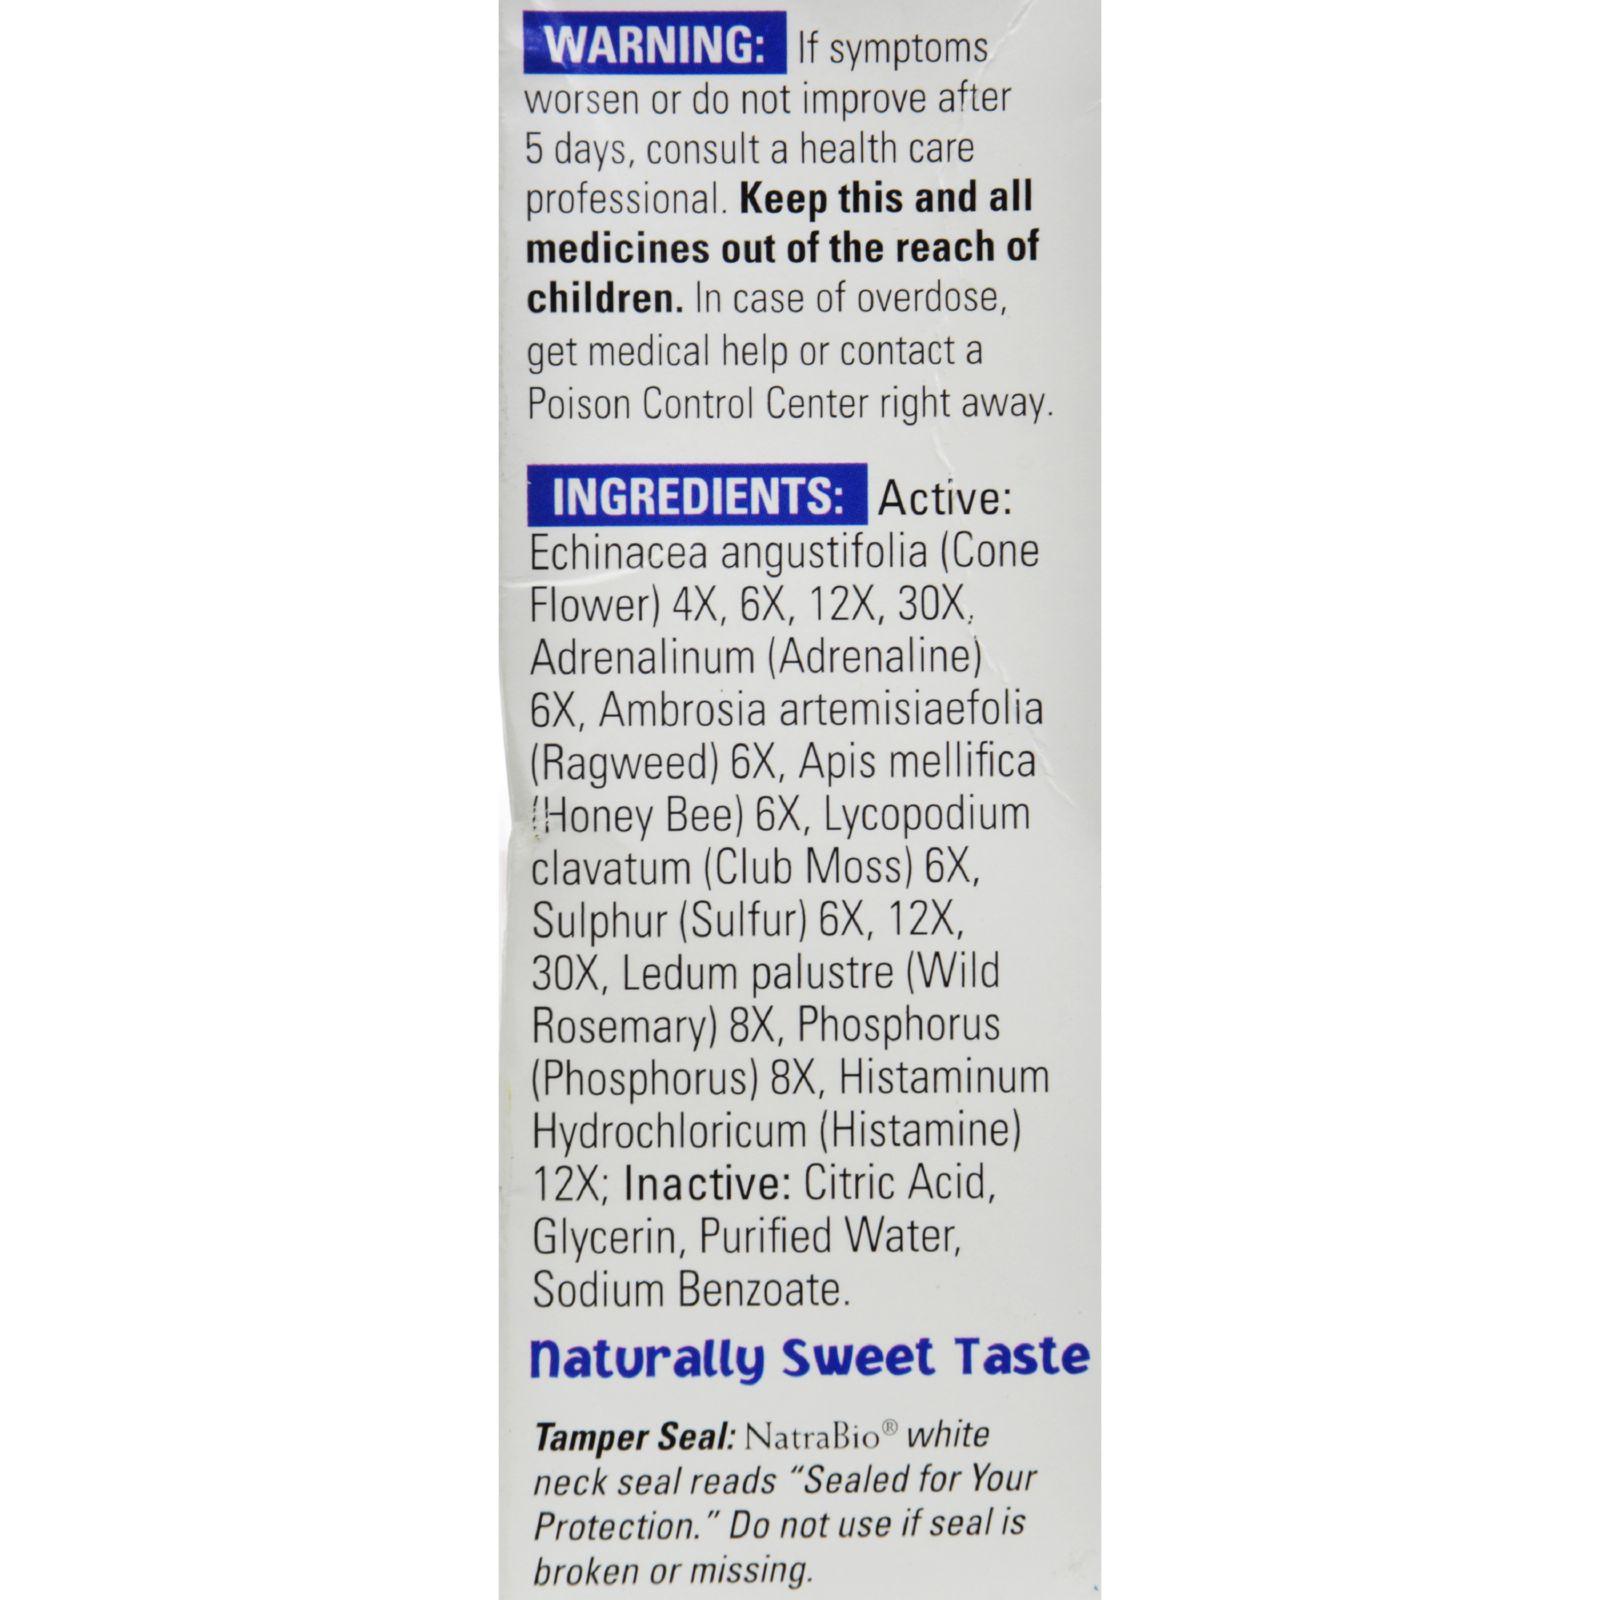 WARNING: If symptoms
worsen or do not improve after
5 days, consult a health care
professional. Keep this and all
medicines out of the reach of
children. In case of overdose,
get medical help or contact a
Poison Control Center right away.
INGREDIENTS: Active:
Echinacea angustifolia (Cone
Flower) 4X, 6X, 12X, 30X,
Adrenalinum (Adrenaline)
6X, Ambrosia artemisiaefolia
(Ragweed) 6X, Apis mellifica
(Honey Bee) 6X, Lycopodium
clavatum (Club Moss) 6X,
Sulphur (Sulfur) 6X, 12X,
30X, Ledum palustre (Wild
Rosemary) 8X, Phosphorus
(Phosphorus) 8X, Histaminum
Hydrochloricum (Histamine)
12X; Inactive: Citric Acid,
Glycerin, Purified Water,
Sodium Benzoate.
Naturally Sweet Taste
Tamper Seal: NatraBio® white
neck seal reads “Sealed for Your
Protection.” Do not use if seal is
broken or missing.